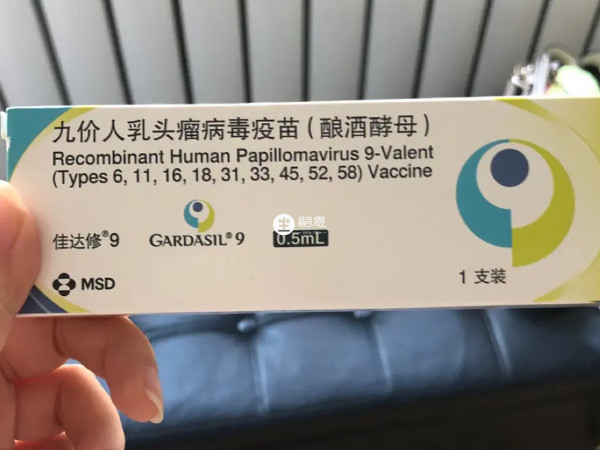 九价人乳头瘤病毒疫苗(酿酒酵母)
Recombinant Human Papillomavirus 9-Valent
(Types 6, 11, 16, 18, 31, 33, 45, 52, 58) Vaccine
佳达修®9
GARDASIL®9
嗣恩
0.5mL
MSD
1 支装